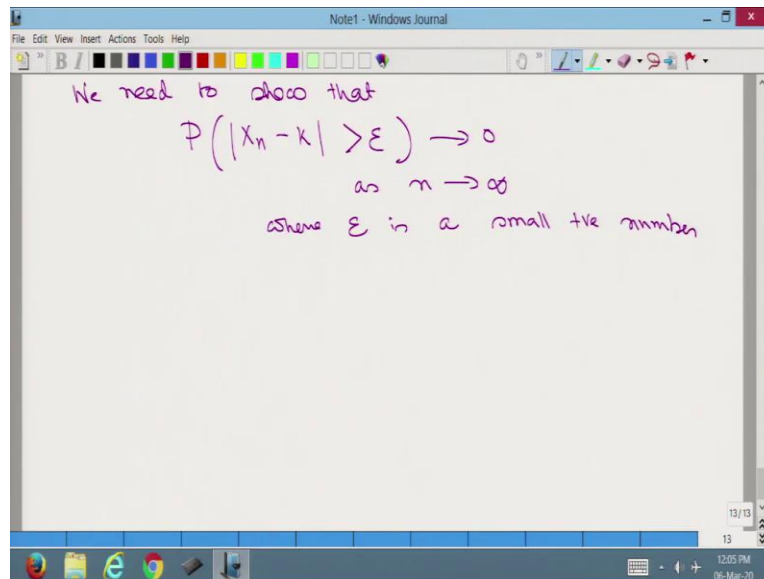 Note1 - Windows Journal
File Edit View Insert Actions Tools Help
B I
We need to show that
P(|Xn - K| > ε) → 0
as n → ∞
where ε is a small +ve number
13/13
13
12:05 PM
06-Mar-20